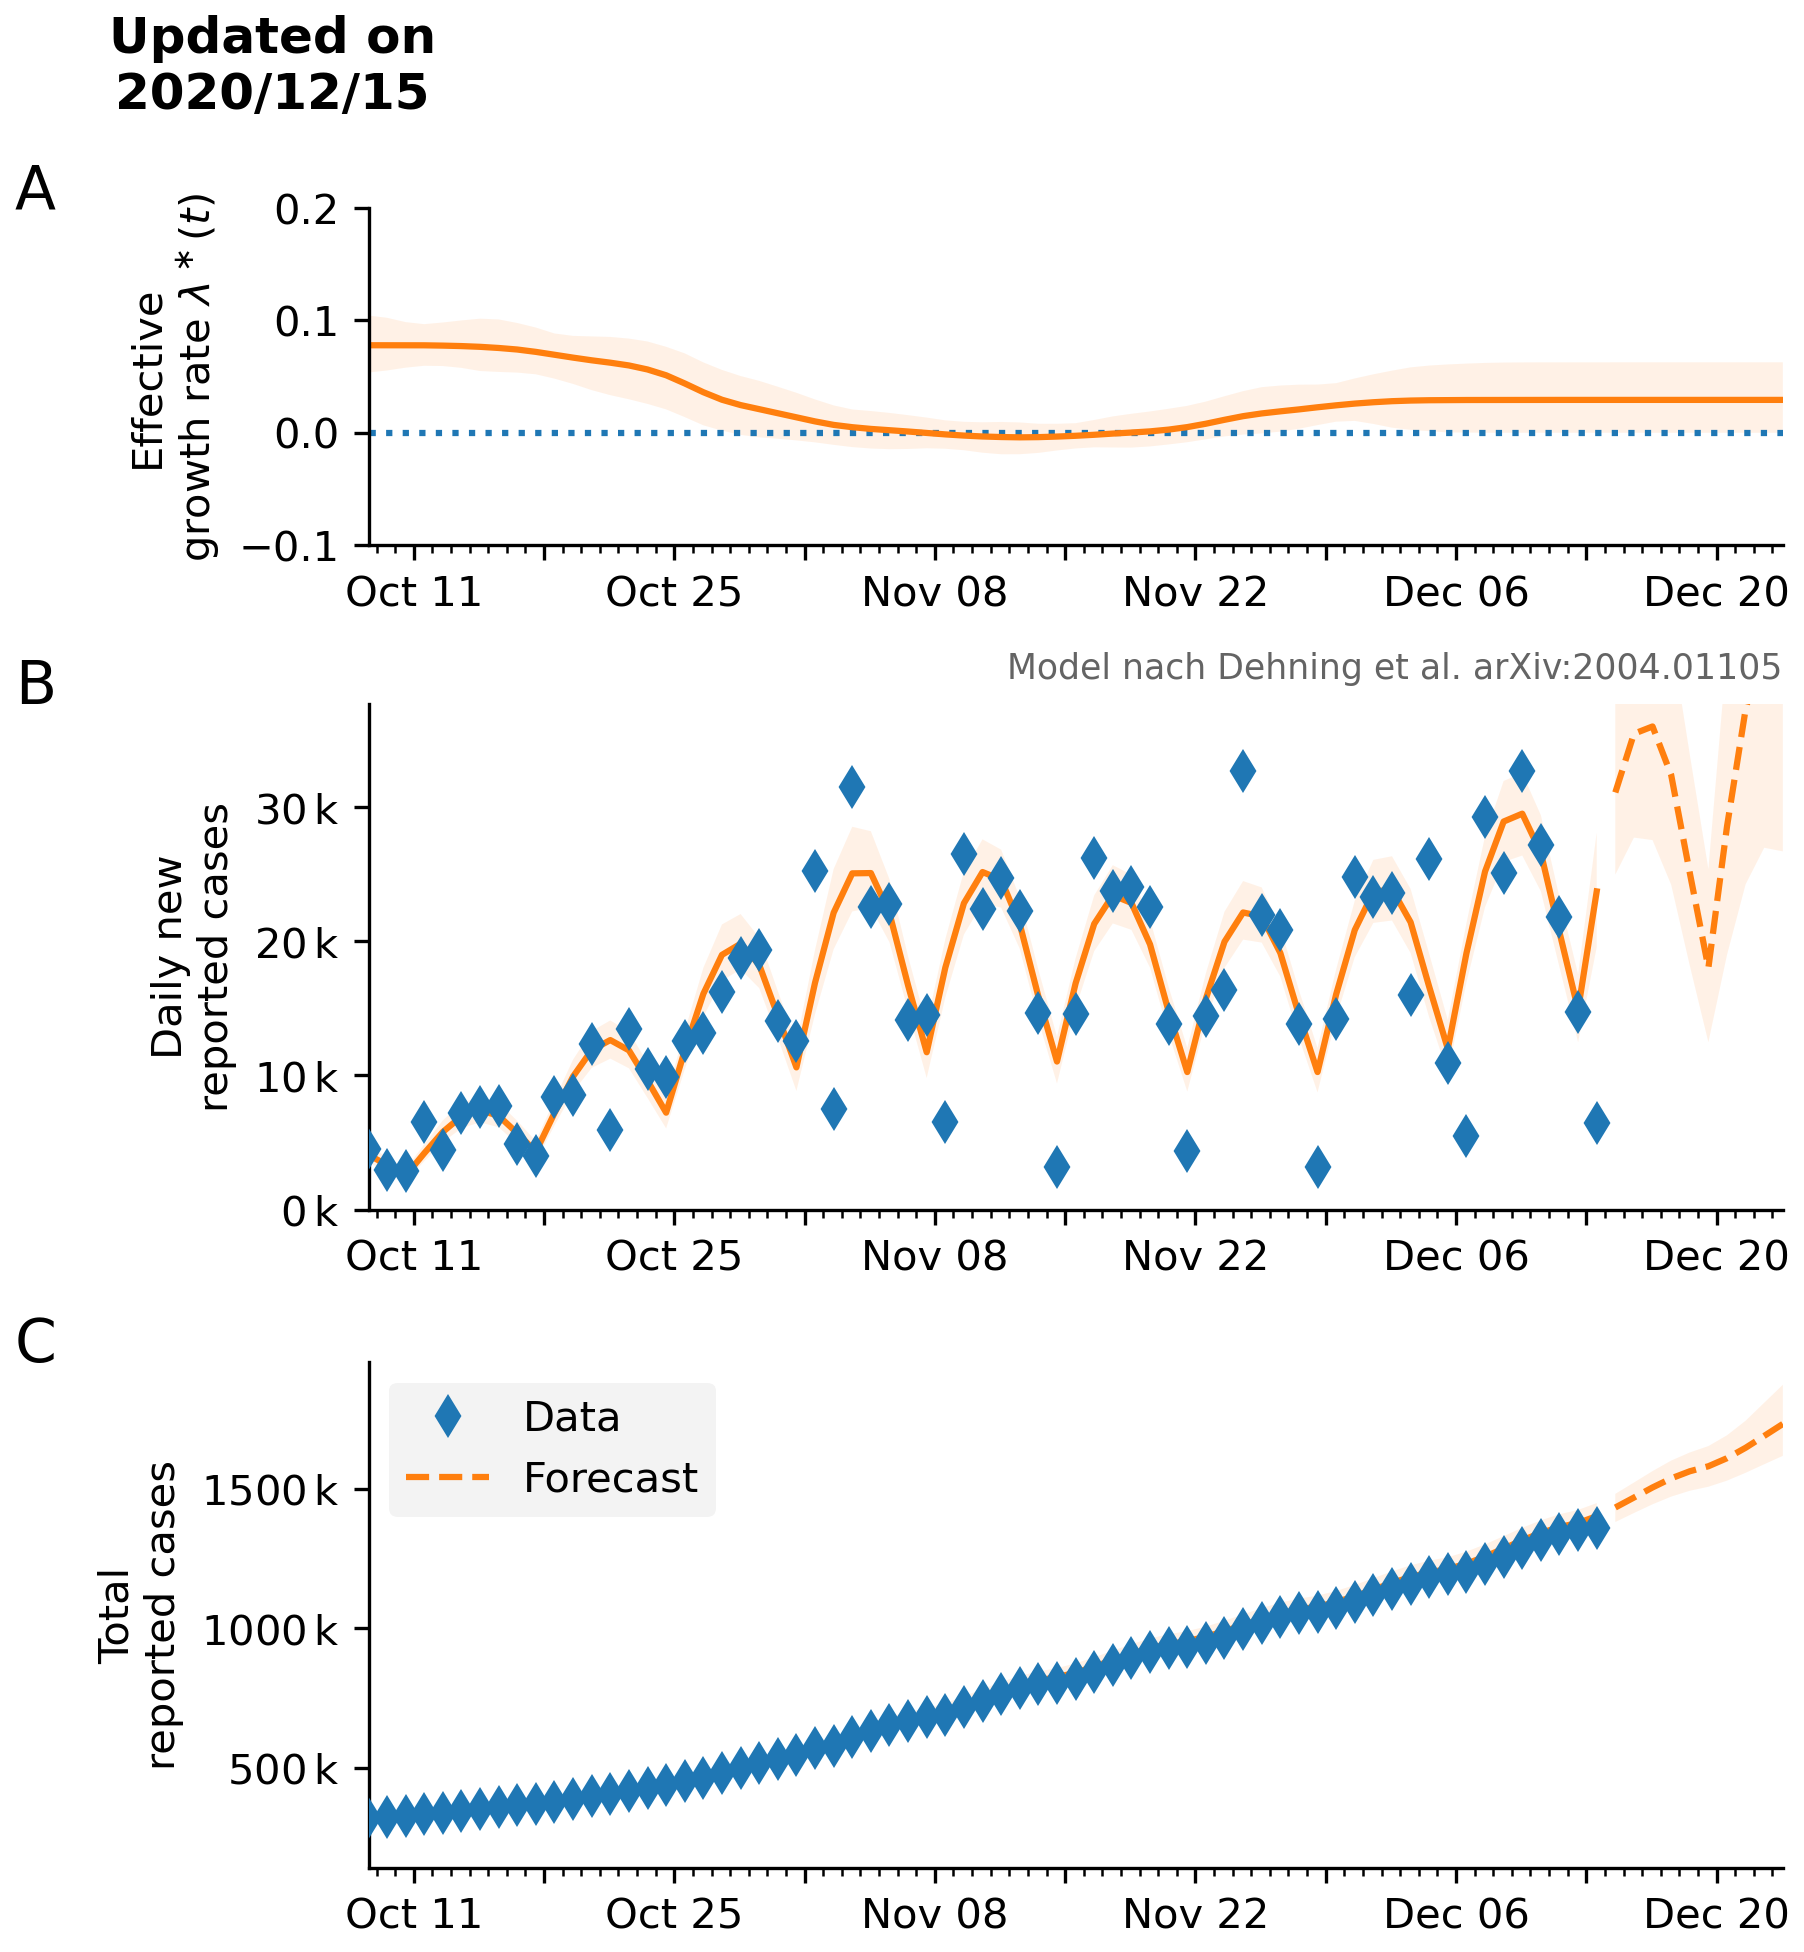 Updated on
2020/12/15
A
Effective
growth rate λ * (t)
0.2
0.1
0.0
−0.1
Oct 11 Oct 25 Nov 08 Nov 22 Dec 06 Dec 20
B
Model nach Dehning et al. arXiv:2004.01105
Daily new
reported cases
30 k
20 k
10 k
0 k
Oct 11 Oct 25 Nov 08 Nov 22 Dec 06 Dec 20
C
Data
Forecast
Total
reported cases
1500 k
1000 k
500 k
Oct 11 Oct 25 Nov 08 Nov 22 Dec 06 Dec 20